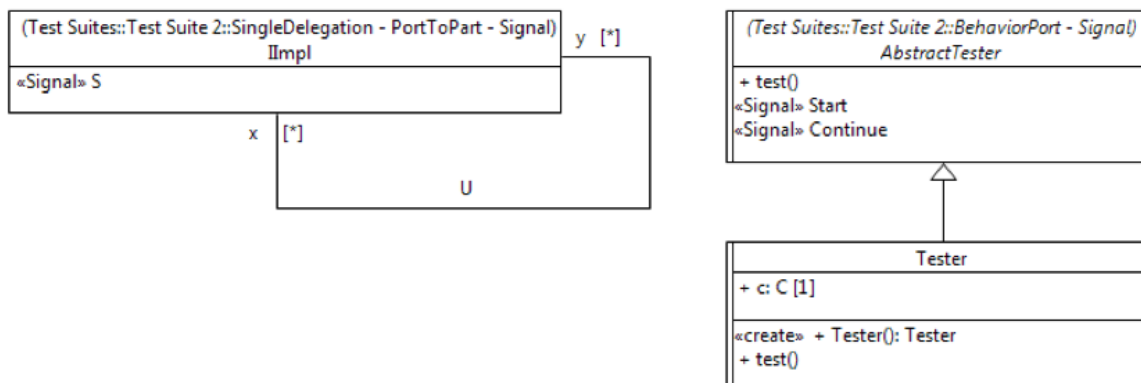 (Test Suites::Test Suite 2::SingleDelegation - PortToPart - Signal)
IImpl
«Signal» S
y [*]
x [*]
U
(Test Suites::Test Suite 2::BehaviorPort - Signal)
AbstractTester
+ test()
«Signal» Start
«Signal» Continue
Tester
+ c: C [1]
«create» + Tester(): Tester
+ test()